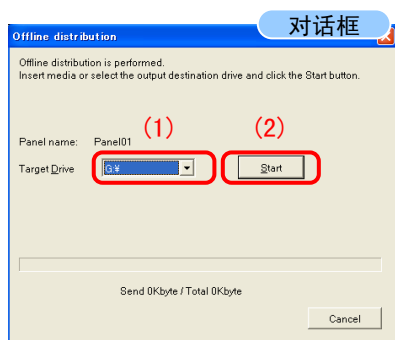 对话框
Offline distribution
Offline distribution is performed.
Insert media or select the output destination drive and click the Start button.
(1) (2)
Panel name: Panel01
Target Drive G:¥ Start
Send 0Kbyte / Total 0Kbyte
Cancel